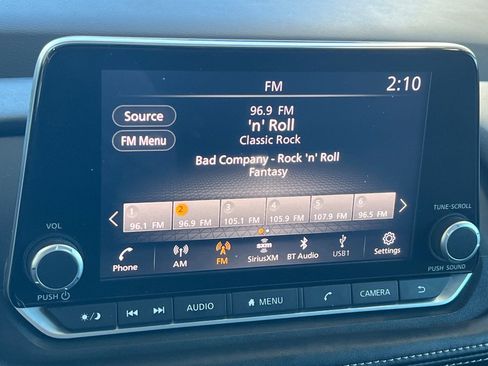 FM
2:10
Source
96.9 FM
'n' Roll
FM Menu
Classic Rock
Bad Company - Rock 'n' Roll
Fantasy
1 2 3 4 5 6
96.1 FM 96.9 FM 105.1 FM 105.9 FM 107.9 FM 96.5 FM
VOL
TUNE·SCROLL
Phone AM FM SiriusXM BT Audio USB1 Settings
PUSH
PUSH SOUND
AUDIO MENU CAMERA